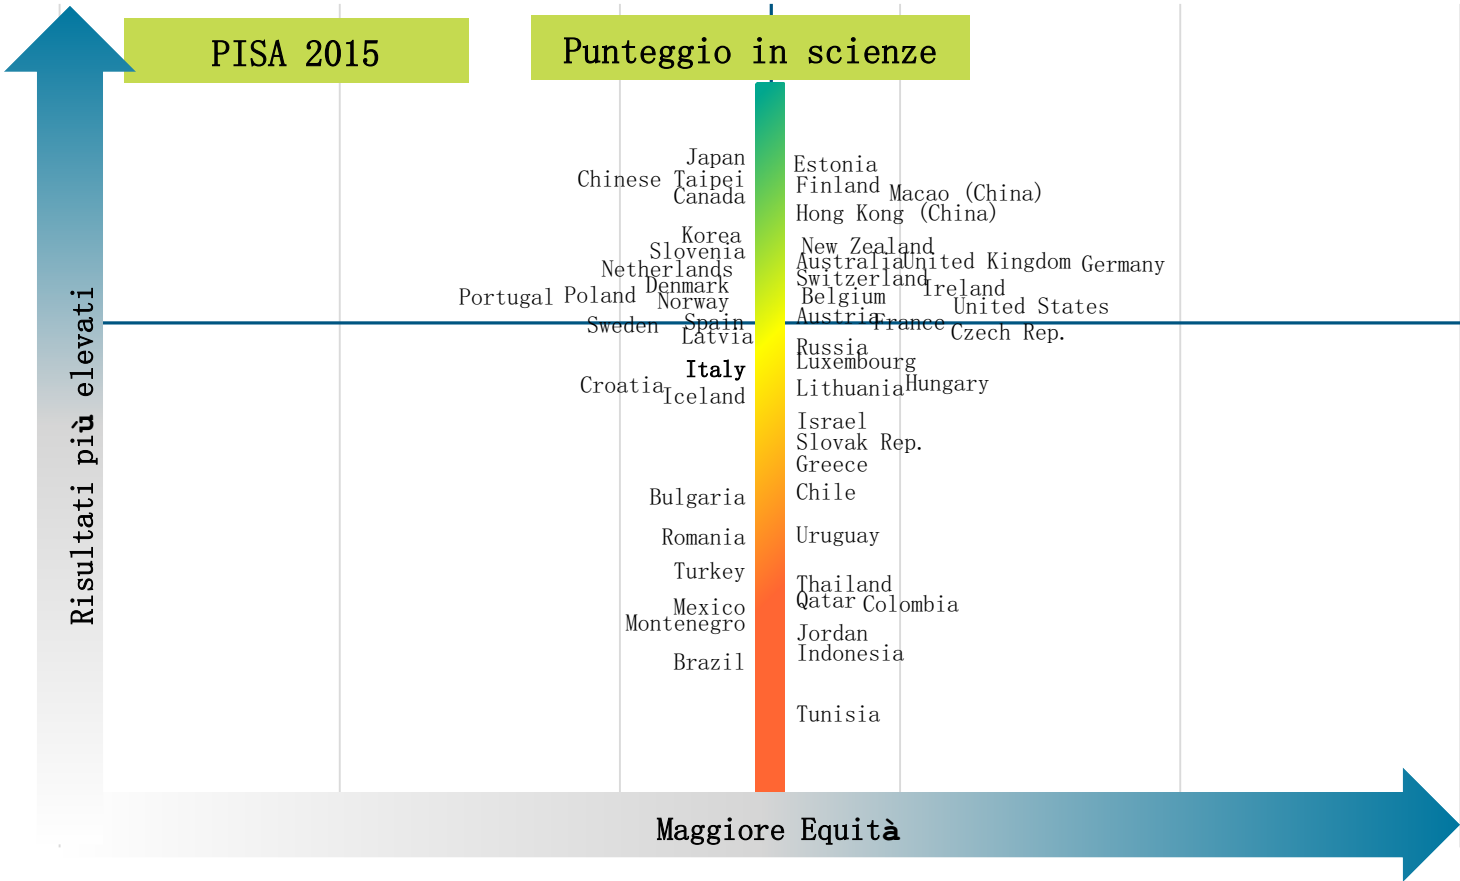 PISA 2015
Punteggio in scienze
Risultati più elevati
Japan
Estonia
Chinese Taipei
Finland
Canada
Macao (China)
Hong Kong (China)
Korea
New Zealand
Slovenia
Australia
United Kingdom
Germany
Netherlands
Switzerland
Denmark
Ireland
Portugal
Poland
Norway
Belgium
United States
Sweden
Spain
Austria
France
Latvia
Czech Rep.
Russia
Luxembourg
Italy
Croatia
Iceland
Lithuania
Hungary
Israel
Slovak Rep.
Greece
Bulgaria
Chile
Romania
Uruguay
Turkey
Thailand
Mexico
Qatar
Colombia
Montenegro
Jordan
Brazil
Indonesia
Tunisia
Maggiore Equità